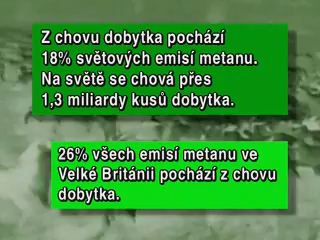 Z chovu dobytka pochází
18% světových emisí metanu.
Na světě se chová přes
1,3 miliardy kusů dobytka.
26% všech emisí metanu ve
Velké Británii pochází z chovu
dobytka.